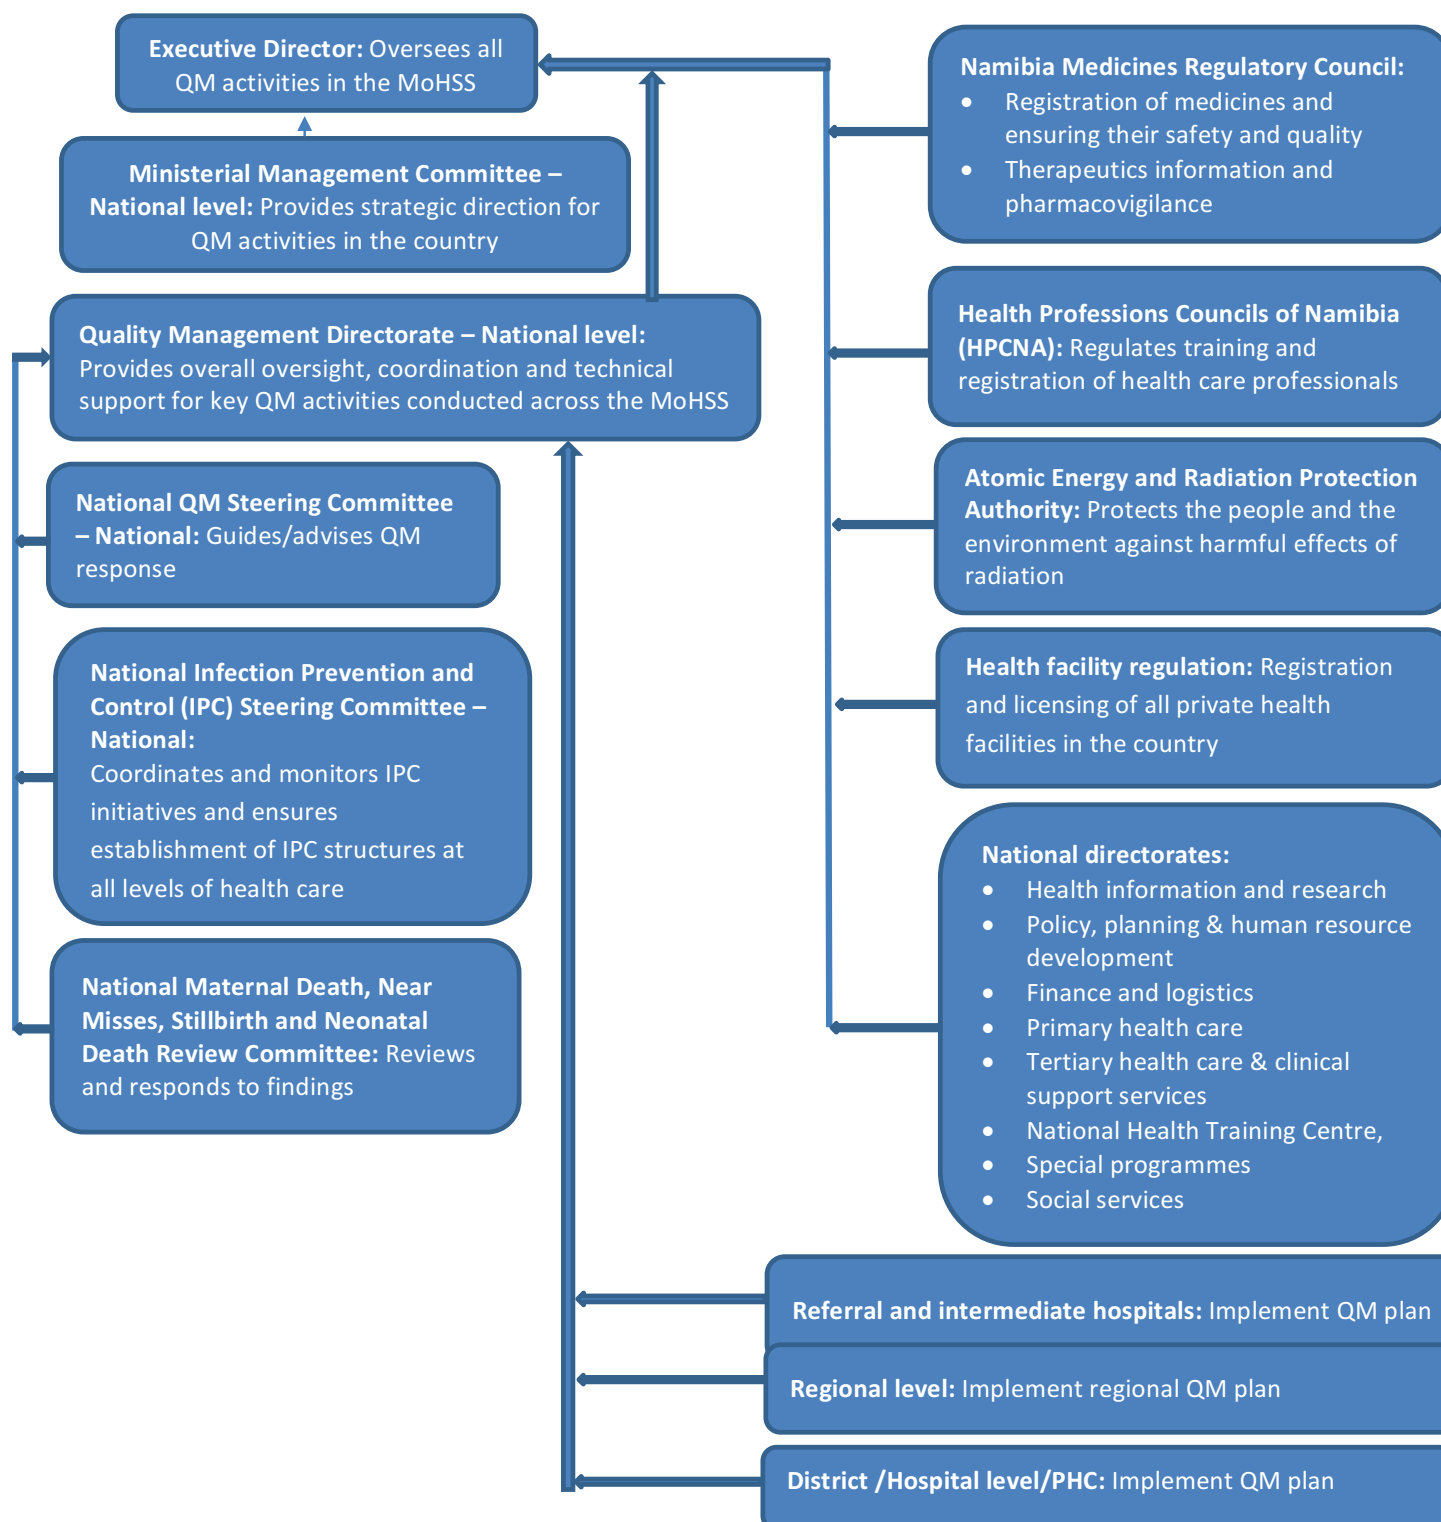 Executive Director: Oversees all
QM activities in the MoHSS
Ministerial Management Committee –
National level: Provides strategic direction for
QM activities in the country
Quality Management Directorate – National level:
Provides overall oversight, coordination and technical
support for key QM activities conducted across the MoHSS
National QM Steering Committee
– National: Guides/advises QM
response
National Infection Prevention and
Control (IPC) Steering Committee –
National:
Coordinates and monitors IPC
initiatives and ensures
establishment of IPC structures at
all levels of health care
National Maternal Death, Near
Misses, Stillbirth and Neonatal
Death Review Committee: Reviews
and responds to findings
Namibia Medicines Regulatory Council:
• Registration of medicines and
ensuring their safety and quality
• Therapeutics information and
pharmacovigilance
Health Professions Councils of Namibia
(HPCNA): Regulates training and
registration of health care professionals
Atomic Energy and Radiation Protection
Authority: Protects the people and the
environment against harmful effects of
radiation
Health facility regulation: Registration
and licensing of all private health
facilities in the country
National directorates:
• Health information and research
• Policy, planning & human resource
development
• Finance and logistics
• Primary health care
• Tertiary health care & clinical
support services
• National Health Training Centre,
• Special programmes
• Social services
Referral and intermediate hospitals: Implement QM plan
Regional level: Implement regional QM plan
District /Hospital level/PHC: Implement QM plan